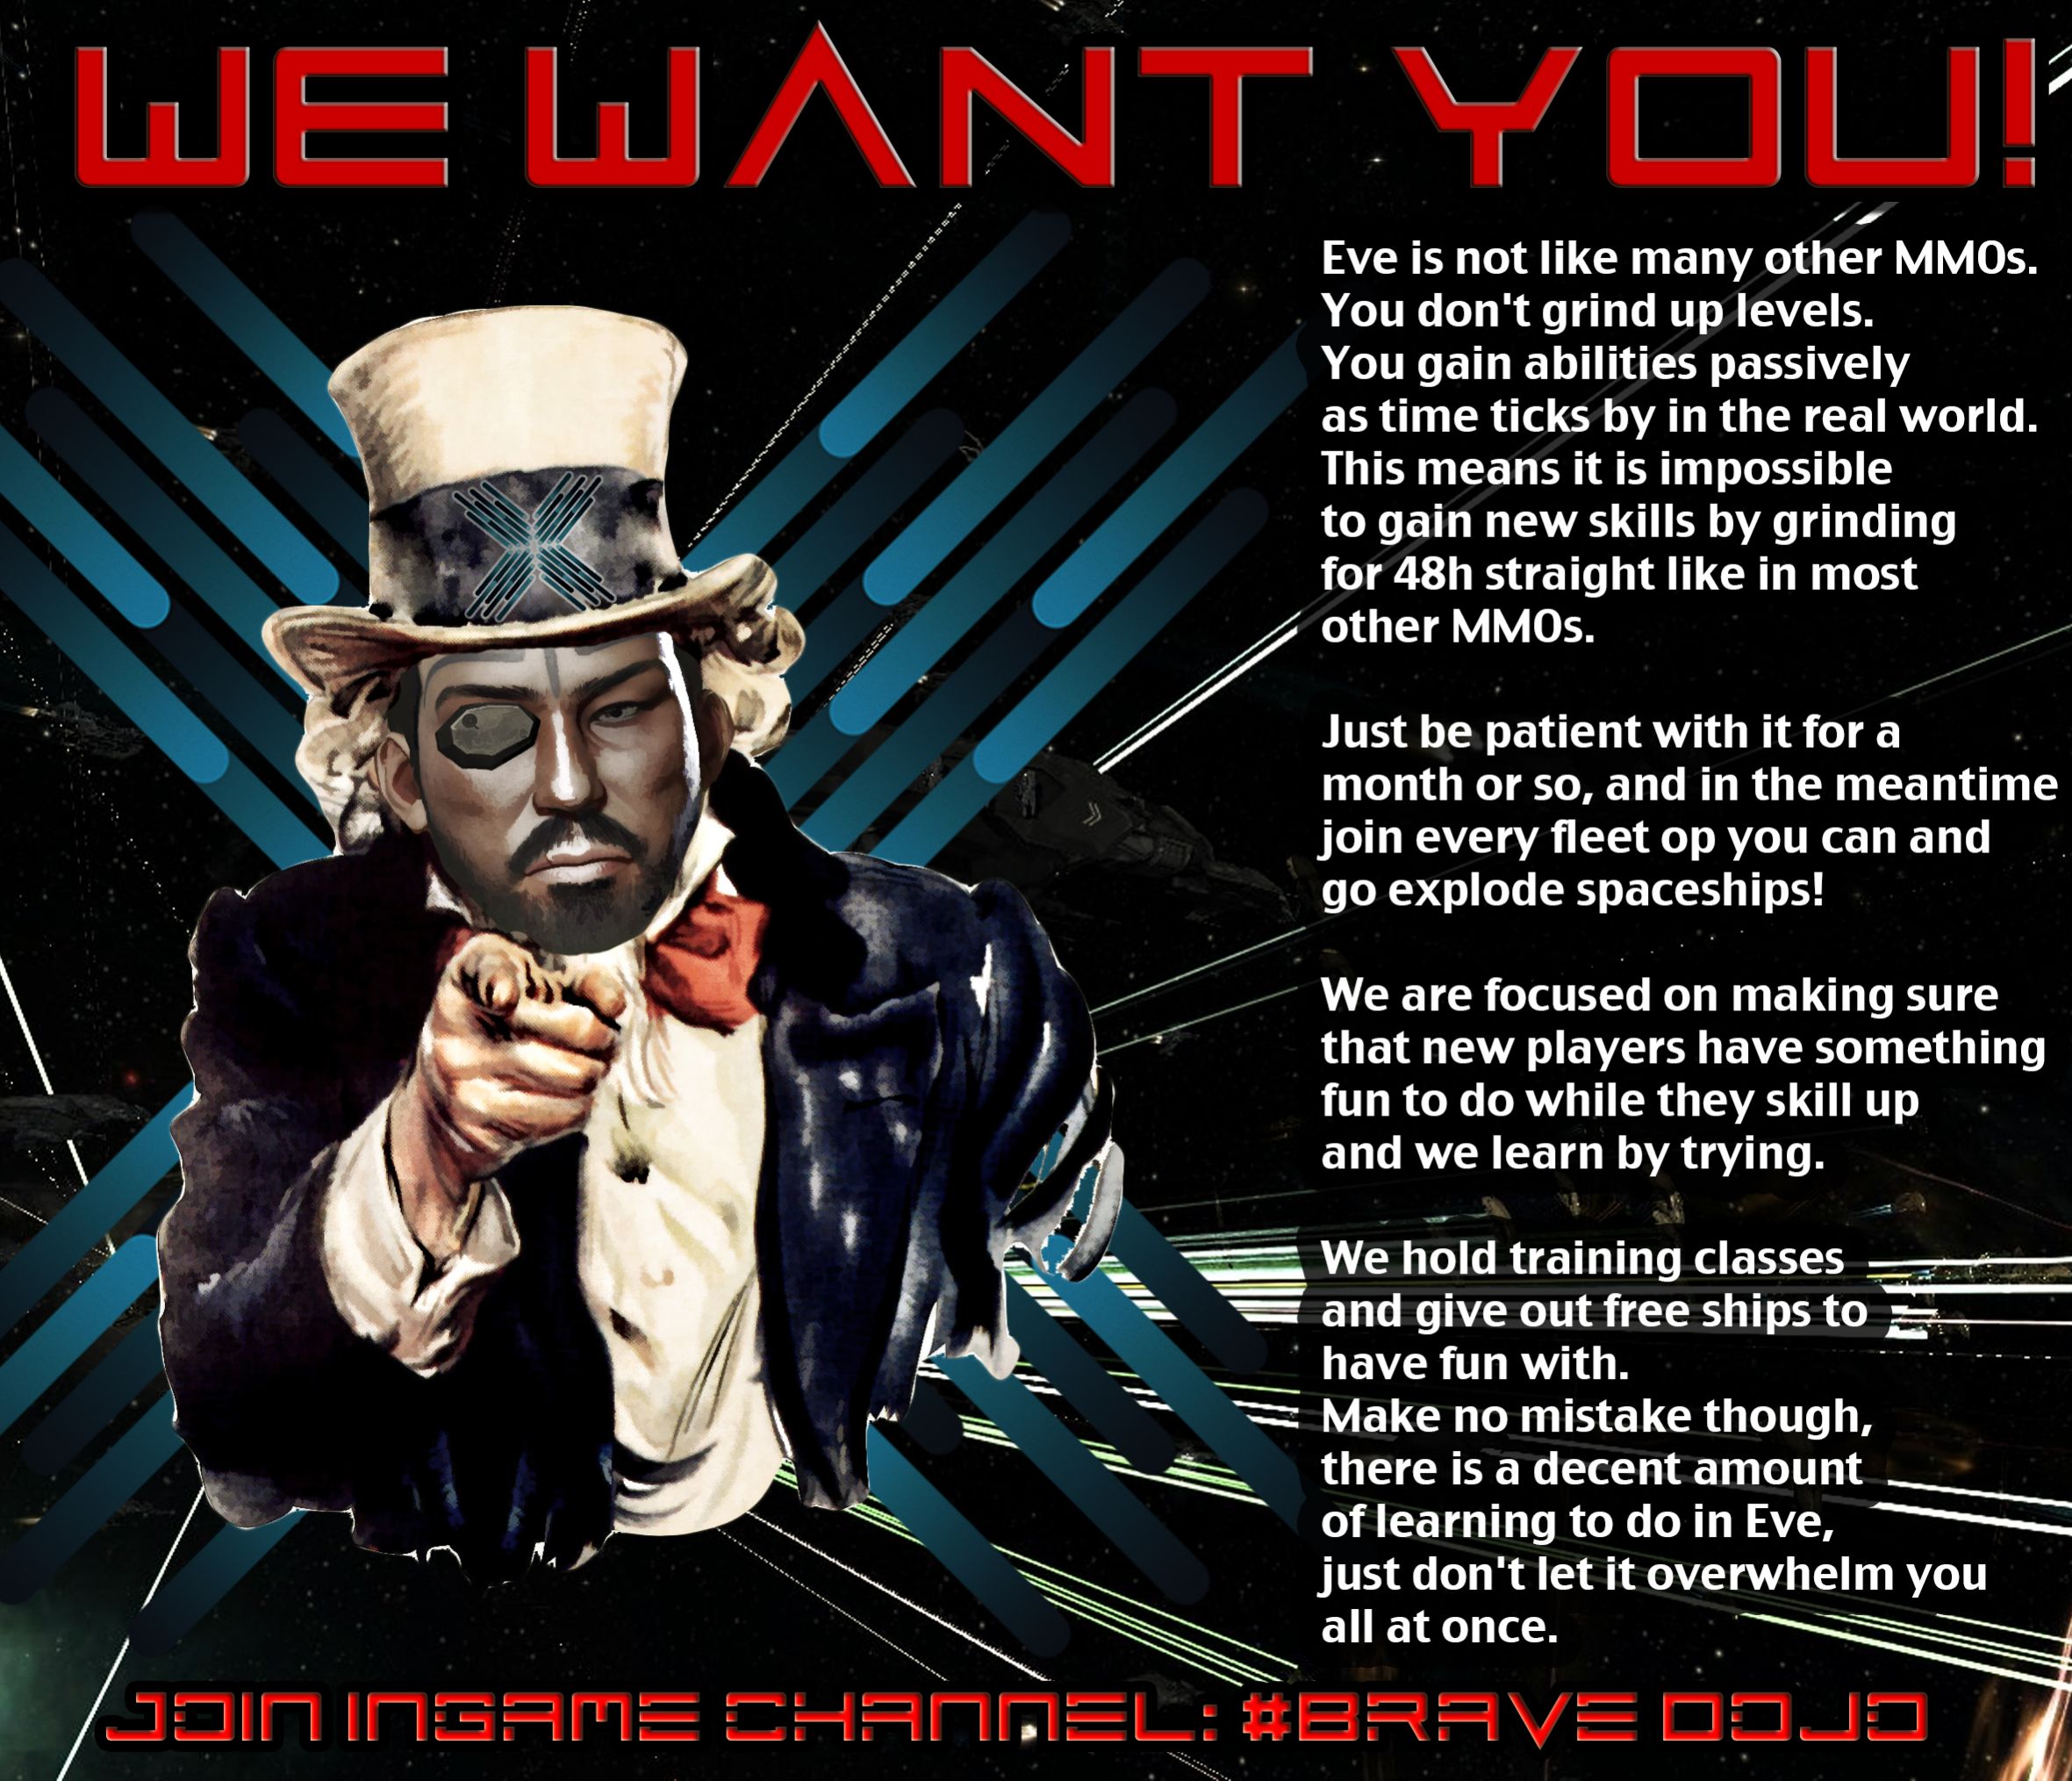 WE WANT YOU!
Eve is not like many other MMOs.
You don't grind up levels.
You gain abilities passively
as time ticks by in the real world.
This means it is impossible
to gain new skills by grinding
for 48h straight like in most
other MMOs.
Just be patient with it for a
month or so, and in the meantime
join every fleet op you can and
go explode spaceships!
We are focused on making sure
that new players have something
fun to do while they skill up
and we learn by trying.
We hold training classes
and give out free ships to
have fun with.
Make no mistake though,
there is a decent amount
of learning to do in Eve,
just don't let it overwhelm you
all at once.
JOIN INGAME CHANNEL: #BRAVE DOJO